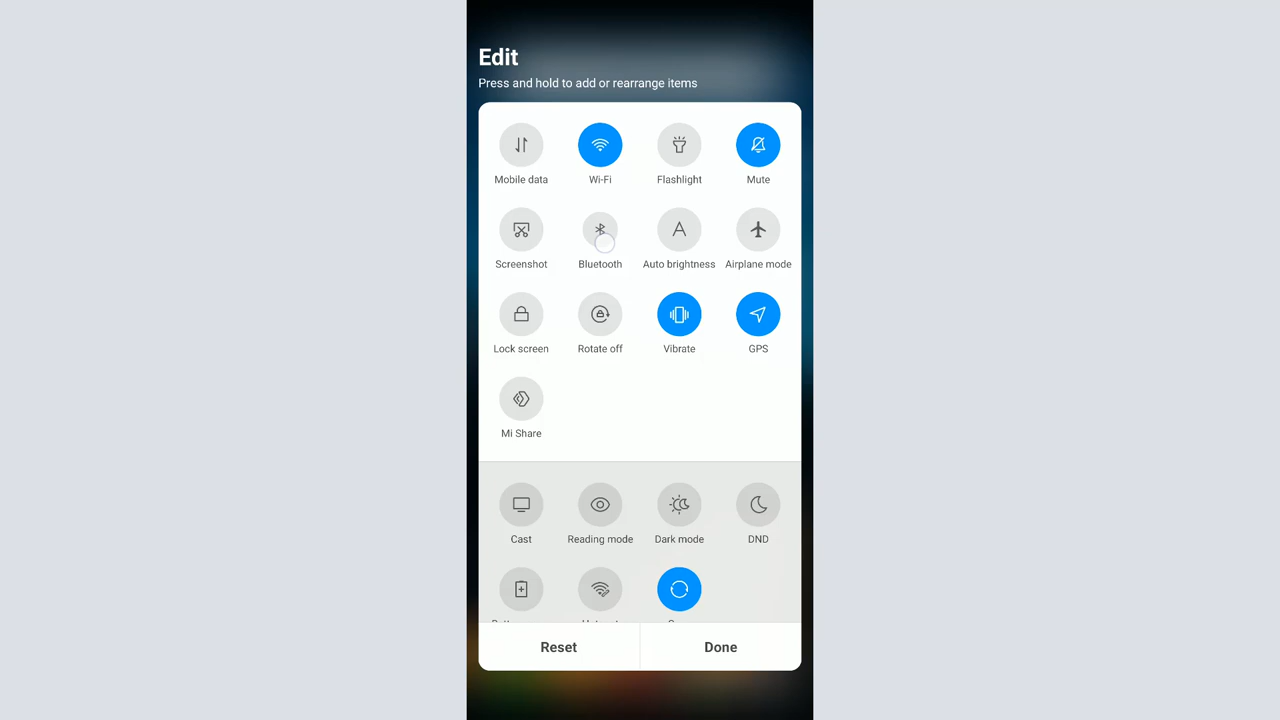 Edit
Press and hold to add or rearrange items
Mobile data
Wi-Fi
Flashlight
Mute
Screenshot
Bluetooth
Auto brightness
Airplane mode
Lock screen
Rotate off
Vibrate
GPS
Mi Share
Cast
Reading mode
Dark mode
DND
Reset
Done